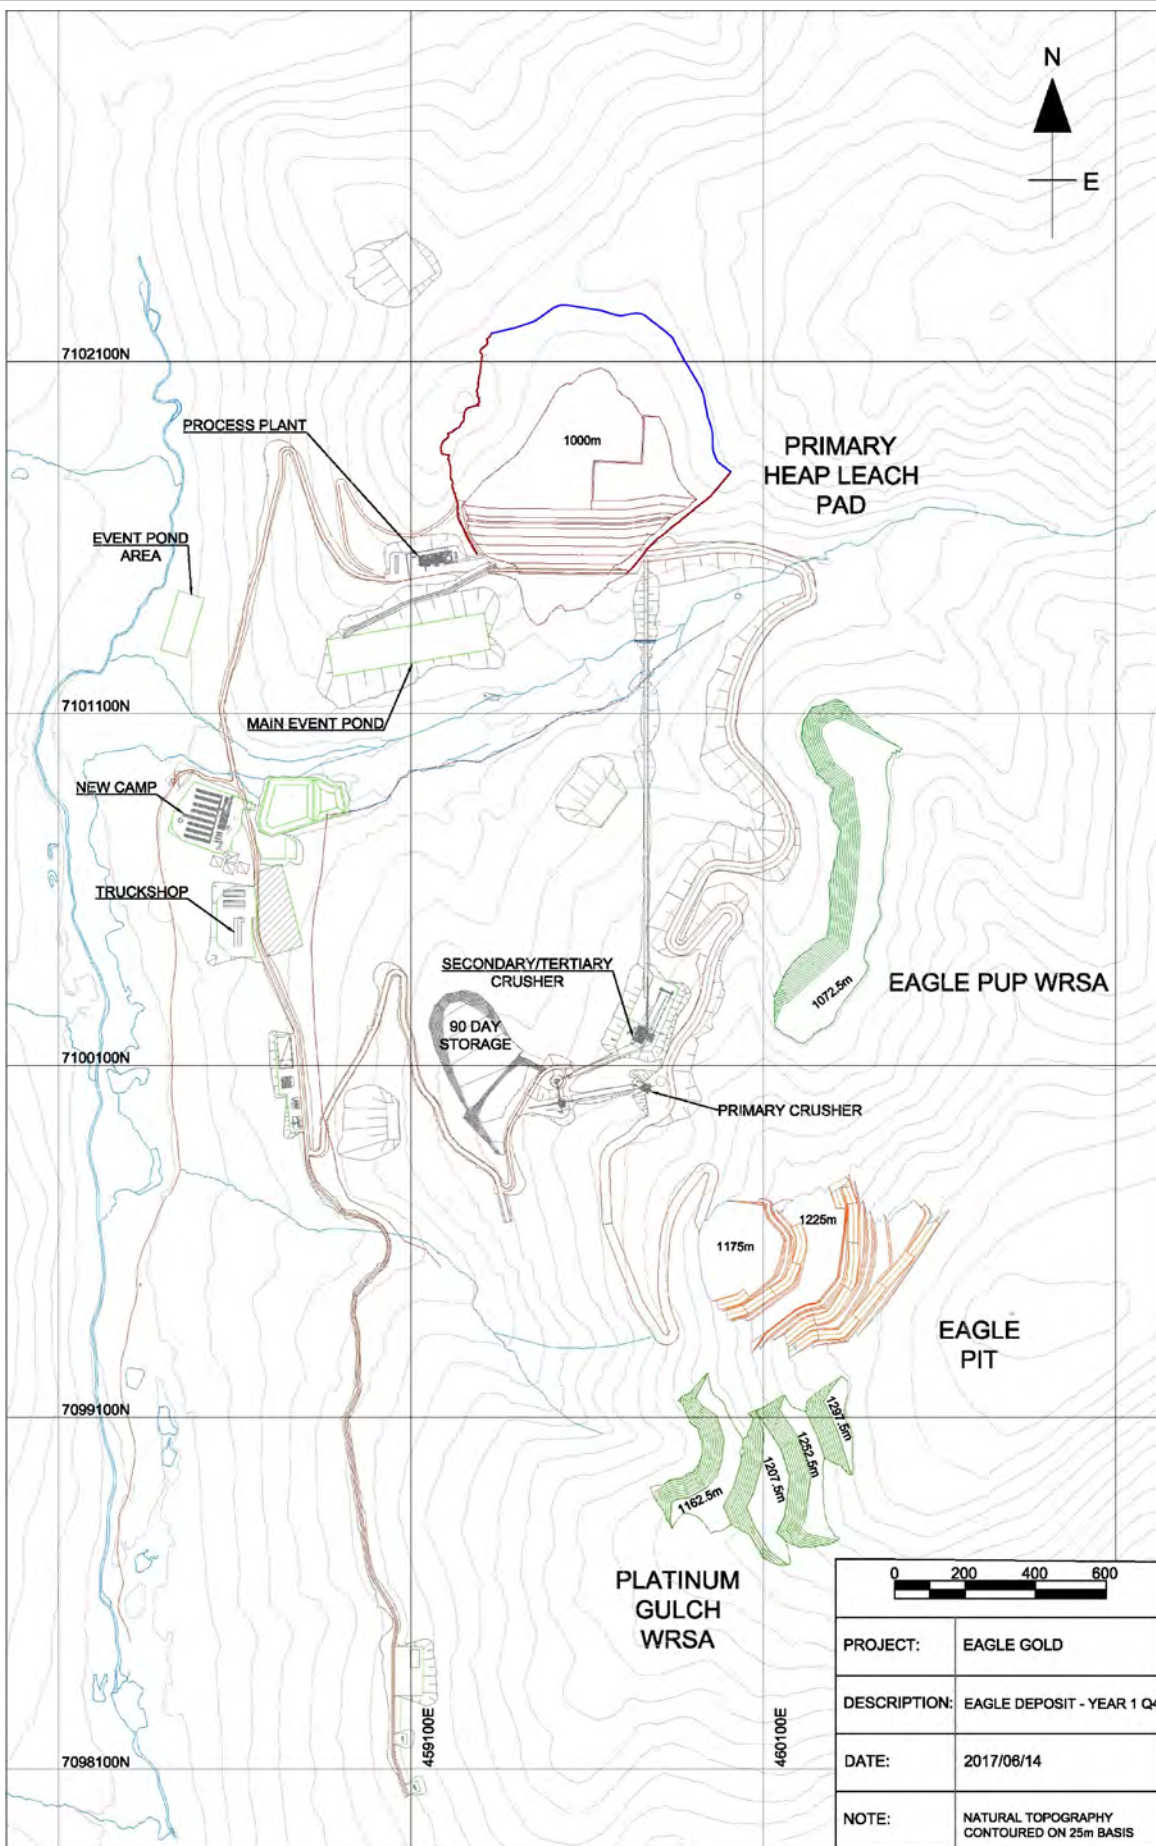 N
E
7102100N
PROCESS PLANT
1000m
PRIMARY
HEAP LEACH
PAD
EVENT POND
AREA
7101100N
MAIN EVENT POND
NEW CAMP
TRUCKSHOP
SECONDARY/TERTIARY
CRUSHER
EAGLE PUP WRSA
1072.5m
90 DAY
STORAGE
7100100N
PRIMARY CRUSHER
1225m
1175m
EAGLE
PIT
7099100N
1297.5m
1252.5m
1207.5m
1162.5m
PLATINUM
GULCH
WRSA
0 200 400 600
PROJECT: EAGLE GOLD
DESCRIPTION: EAGLE DEPOSIT - YEAR 1 Q4
459100E
460100E
7098100N
DATE: 2017/06/14
NOTE: NATURAL TOPOGRAPHY
CONTOURED ON 25m BASIS